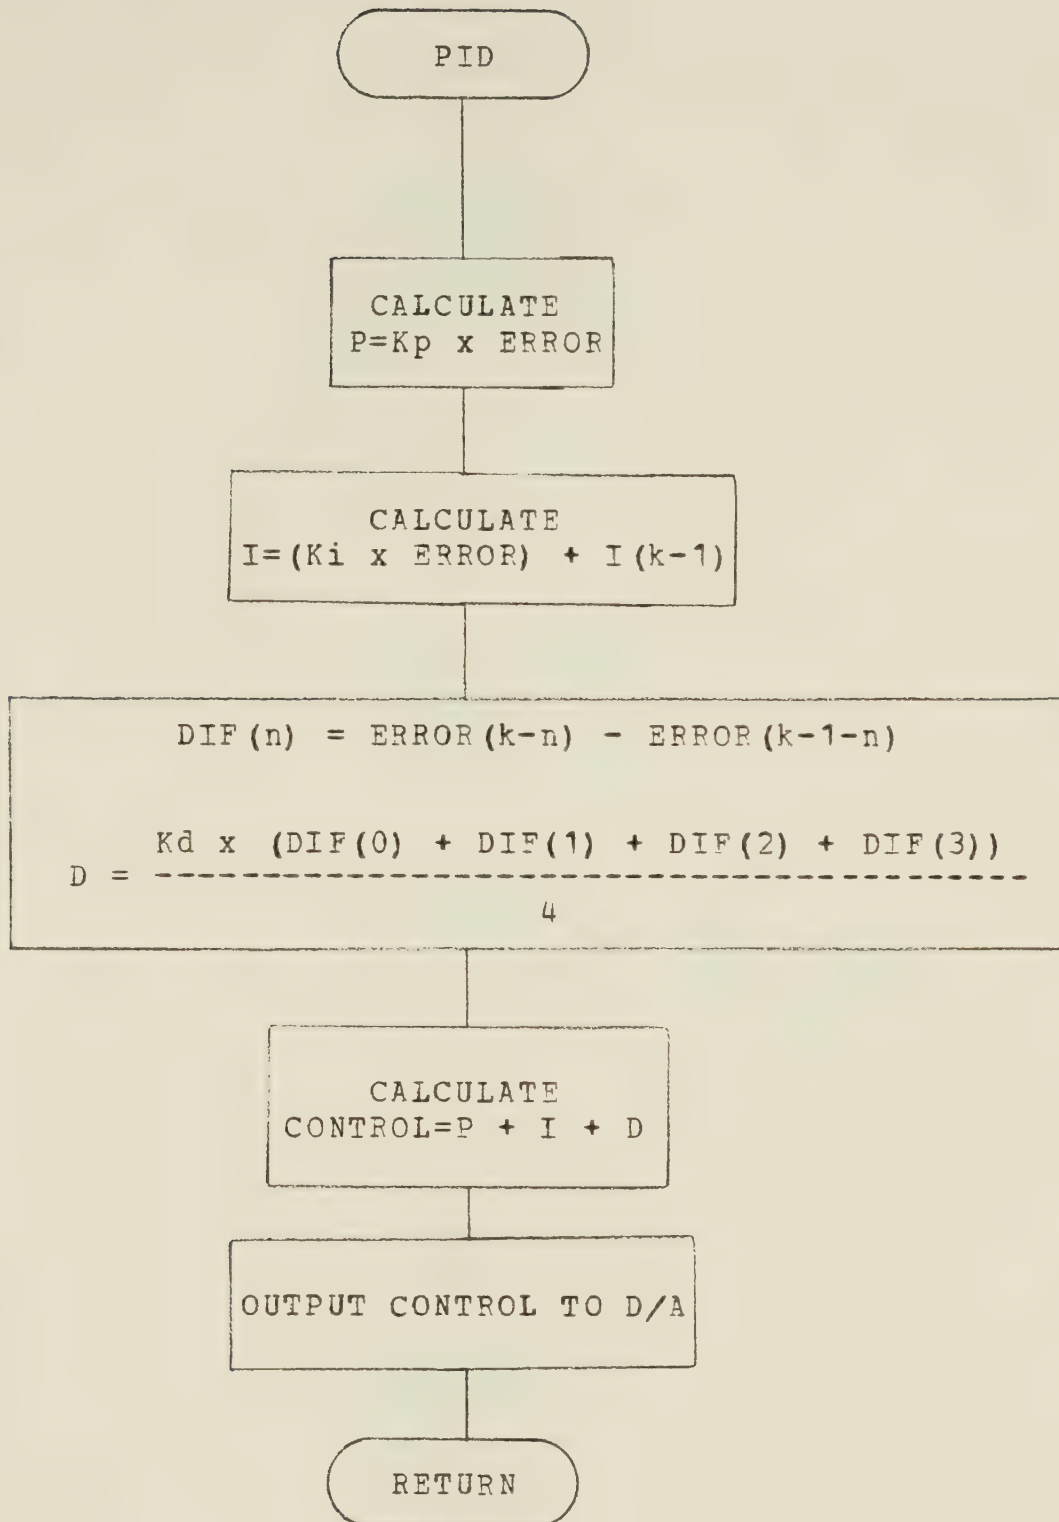 PID
CALCULATE
P=Kp x ERROR
CALCULATE
I=(Ki x ERROR) + I(k-1)
DIF(n) = ERROR(k-n) - ERROR(k-1-n)
Kd x (DIF(0) + DIF(1) + DIF(2) + DIF(3))
D = ------------------------------------------
4
CALCULATE
CONTROL=P + I + D
OUTPUT CONTROL TO D/A
RETURN